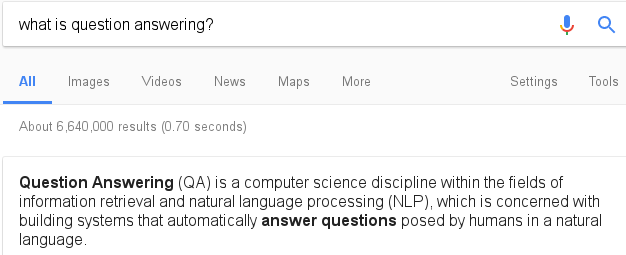 what is question answering?
All Images Videos News Maps More Settings Tools
About 6,640,000 results (0.70 seconds)
Question Answering (QA) is a computer science discipline within the fields of
information retrieval and natural language processing (NLP), which is concerned with
building systems that automatically answer questions posed by humans in a natural
language.